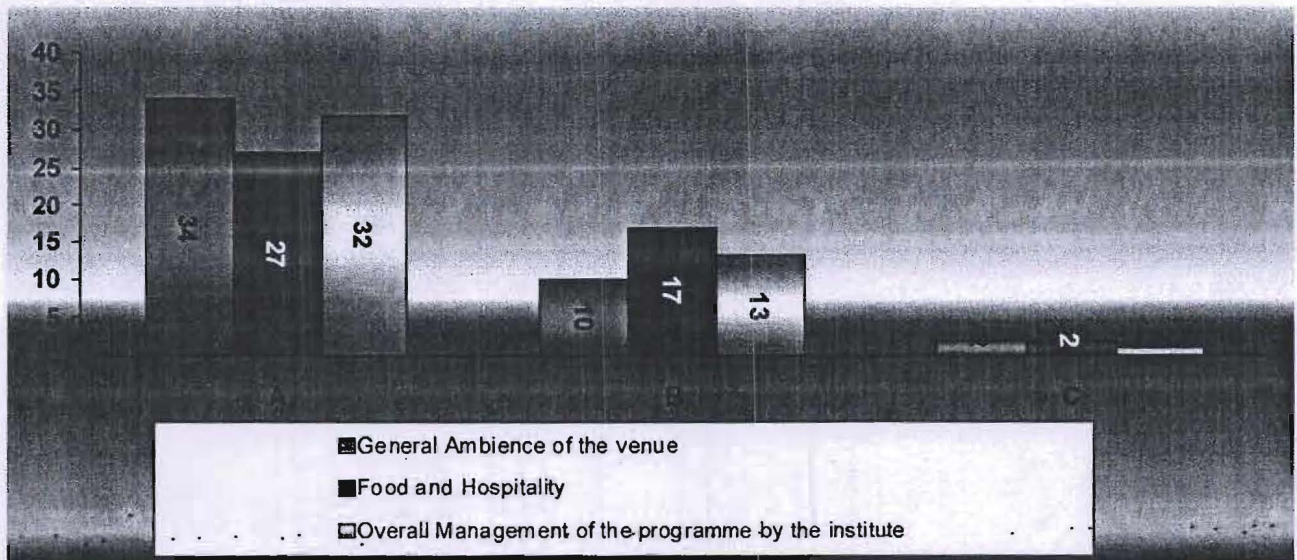 40
35
30
25
20
15
10
5
34
27
32
10
17
13
2
A
B
C
General Ambience of the venue
Food and Hospitality
Overall Management of the programme by the institute